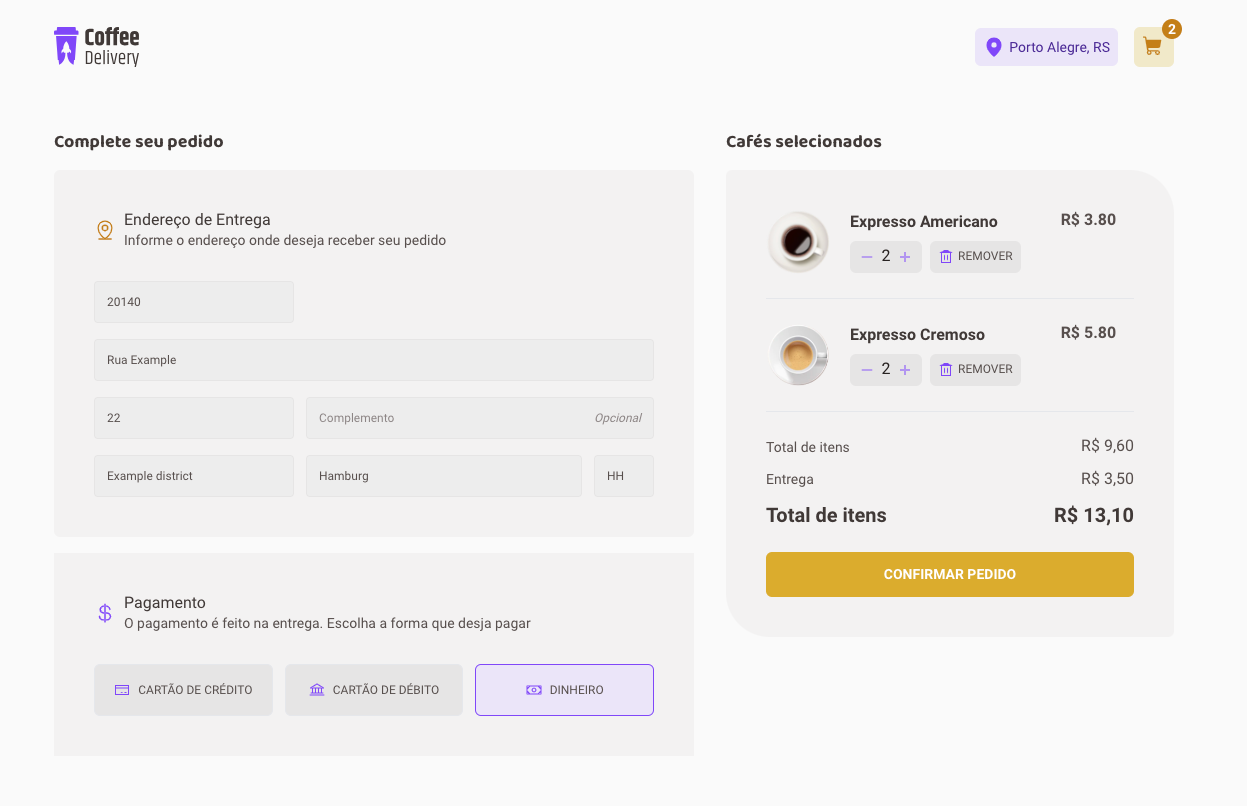 Coffee
Delivery
Porto Alegre, RS
2
Complete seu pedido
Endereço de Entrega
Informe o endereço onde deseja receber seu pedido
20140
Rua Example
22
Complemento
Opcional
Example district
Hamburg
HH
Pagamento
O pagamento é feito na entrega. Escolha a forma que desja pagar
CARTÃO DE CRÉDITO
CARTÃO DE DÉBITO
DINHEIRO
Cafés selecionados
Expresso Americano
R$ 3.80
2
REMOVER
Expresso Cremoso
R$ 5.80
2
REMOVER
Total de itens
R$ 9,60
Entrega
R$ 3,50
Total de itens
R$ 13,10
CONFIRMAR PEDIDO